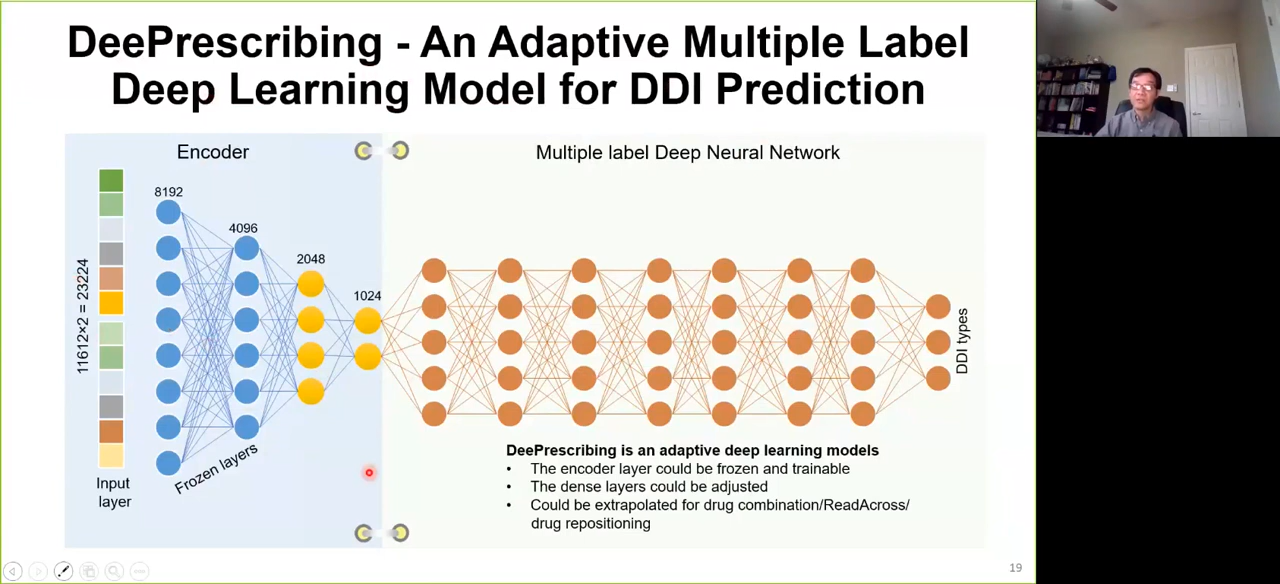 DeePrescribing - An Adaptive Multiple Label
Deep Learning Model for DDI Prediction
Encoder
Multiple label Deep Neural Network
8192
4096
2048
1024
11612×2 = 23224
DDI types
Frozen layers
Input
layer
DeePrescribing is an adaptive deep learning models
• The encoder layer could be frozen and trainable
• The dense layers could be adjusted
• Could be extrapolated for drug combination/ReadAcross/
drug repositioning
19